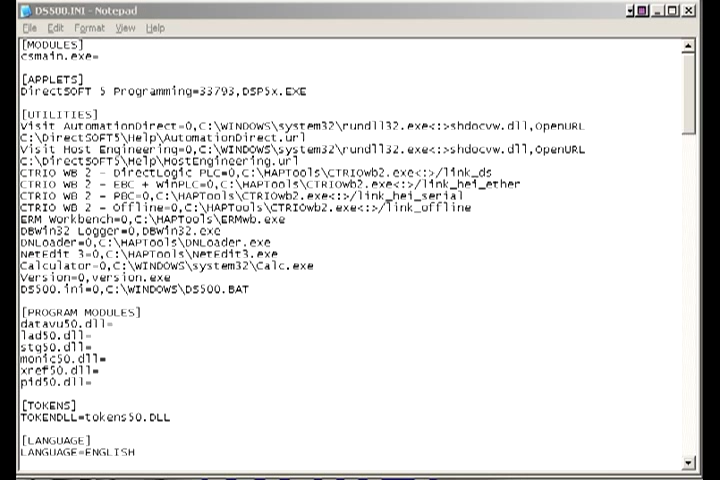 DS500.INI - Notepad
File Edit Format View Help
[MODULES]
csmain.exe=
[APPLETS]
DirectSOFT 5 Programming=33793,DSP5x.EXE
[UTILITIES]
Visit AutomationDirect=0,C:\WINDOWS\system32\rundll32.exe<:>shdocvw.dll,OpenURL
C:\DirectSOFT5\Help\AutomationDirect.url
Visit Host Engineering=0,C:\WINDOWS\system32\rundll32.exe<:>shdocvw.dll,OpenURL
C:\DirectSOFT5\Help\HostEngineering.url
CTRIO WB 2 - DirectLogic PLC=0,C:\HAPTools\CTRIOwb2.exe<:>/link_ds
CTRIO WB 2 - EBC + WinPLC=0,C:\HAPTools\CTRIOwb2.exe<:>/link_hei_ether
CTRIO WB 2 - PBC=0,C:\HAPTools\CTRIOwb2.exe<:>/link_hei_serial
CTRIO WB 2 - Offline=0,C:\HAPTools\CTRIOwb2.exe<:>/link_offline
ERM Workbench=0,C:\HAPTools\ERMwb.exe
DBWin32 Logger=0,DBWin32.exe
DNLoader=0,C:\HAPTools\DNLoader.exe
NetEdit 3=0,C:\HAPTools\NetEdit3.exe
Calculator=0,C:\WINDOWS\system32\Calc.exe
Version=0,version.exe
DS500.ini=0,C:\WINDOWS\DS500.BAT
[PROGRAM MODULES]
datavu50.dll=
lad50.dll=
stg50.dll=
monic50.dll=
xref50.dll=
pid50.dll=
[TOKENS]
TOKENDLL=tokens50.DLL
[LANGUAGE]
LANGUAGE=ENGLISH